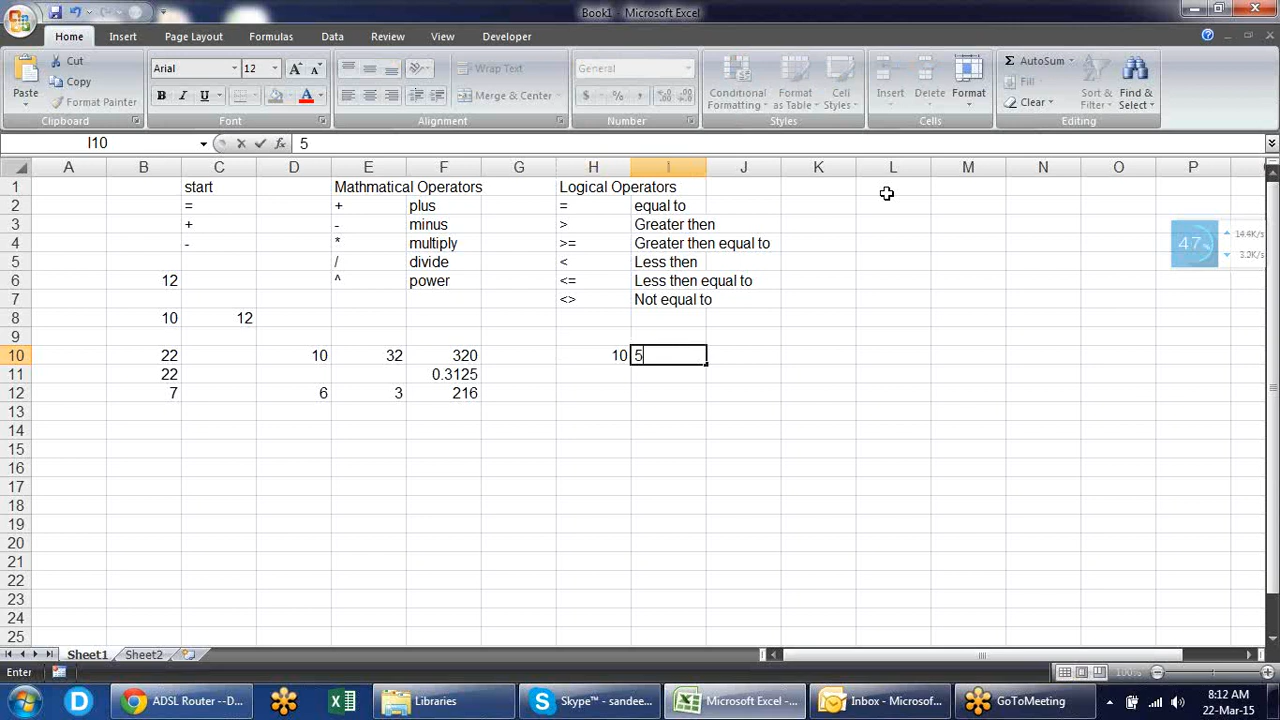 Book1 - Microsoft Excel
Home Insert Page Layout Formulas Data Review View Developer
Paste Cut Copy Format Painter Clipboard
Arial 12 B I U A Font
Wrap Text Merge & Center Alignment
General $ % , Number
Conditional Formatting Format as Table Cell Styles Styles
Insert Delete Format Cells
Σ AutoSum Fill Clear Sort & Filter Find & Select Editing
I10 fx 5
A B C D E F G H I J K L M N O P
1 start Mathmatical Operators Logical Operators
2 = + plus = equal to
3 + - minus > Greater then
4 - * multiply >= Greater then equal to
5 / divide < Less then
6 12 ^ power <= Less then equal to
7 <> Not equal to
8 10 12
9
10 22 10 32 320 10 5
11 22 0.3125
12 7 6 3 216
13
14
15
16
17
18
19
20
21
22
23
24
25
47 14.4K/s
3.2K/s
Sheet1 Sheet2
Enter 100%
ADSL Router --D... Libraries Skype™ - sandee... Microsoft Excel -... Inbox - Microsof... GoToMeeting
8:12 AM
22-Mar-15